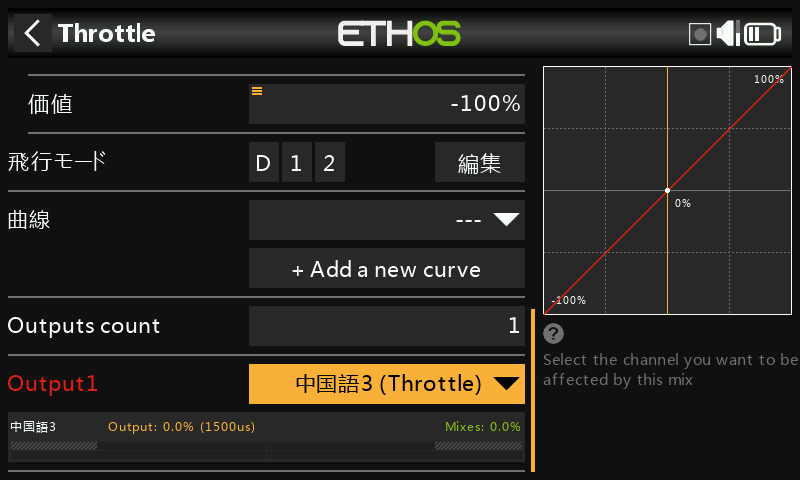 Throttle
ETHOS
価値
-100%
飛行モード
D 1 2
編集
曲線
---
+ Add a new curve
Outputs count
1
Output1
中国語3 (Throttle)
中国語3
Output: 0.0% (1500us)
Mixes: 0.0%
100%
0%
-100%
?
Select the channel you want to be
affected by this mix